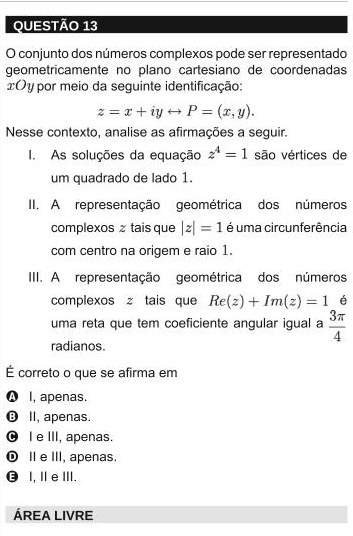 QUESTÃO 13
O conjunto dos números complexos pode ser representado
geometricamente no plano cartesiano de coordenadas
xOy por meio da seguinte identificação:
z = x + iy ↔ P = (x, y).
Nesse contexto, analise as afirmações a seguir.
I. As soluções da equação z⁴ = 1 são vértices de
um quadrado de lado 1.
II. A representação geométrica dos números
complexos z tais que |z| = 1 é uma circunferência
com centro na origem e raio 1.
III. A representação geométrica dos números
complexos z tais que Re(z) + Im(z) = 1 é
uma reta que tem coeficiente angular igual a 3π/4
radianos.
É correto o que se afirma em
A I, apenas.
B II, apenas.
C I e III, apenas.
D II e III, apenas.
E I, II e III.
ÁREA LIVRE